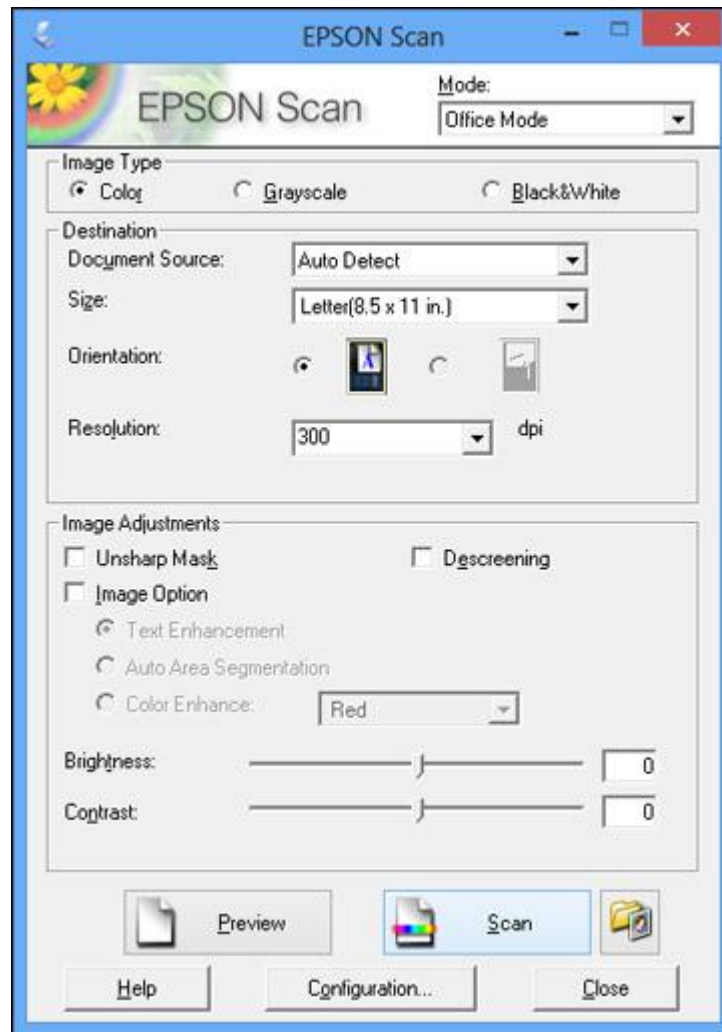 EPSON Scan
EPSON Scan
Mode:
Office Mode
Image Type
Color Grayscale Black&White
Destination
Document Source: Auto Detect
Size: Letter(8.5 x 11 in.)
Orientation:
Resolution: 300 dpi
Image Adjustments
Unsharp Mask Descreening
Image Option
Text Enhancement
Auto Area Segmentation
Color Enhance: Red
Brightness: 0
Contrast: 0
Preview Scan
Help Configuration... Close